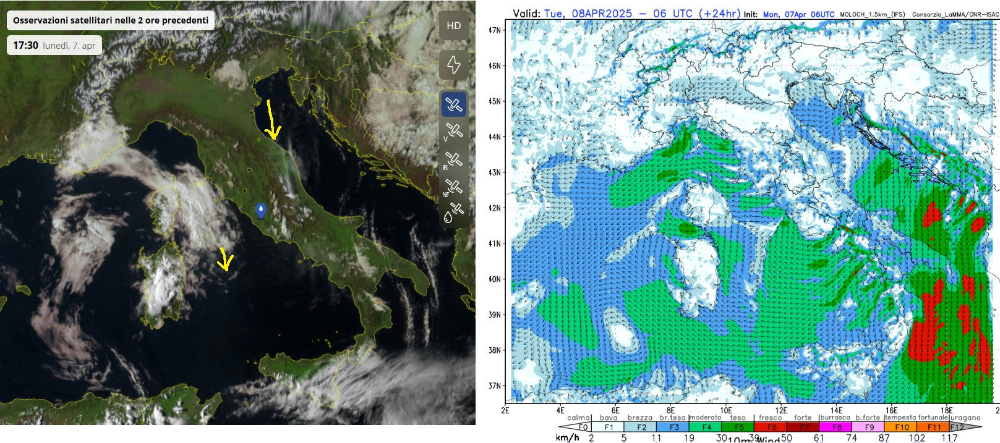 Osservazioni satellitari nelle 2 ore precedenti
17:30 lunedì, 7. apr
HD
V
IR
NF
Valid: Tue, 08APR2025 – 06 UTC (+24hr) Init: Mon, 07Apr 06UTC MOLOCH_1.5km_(IFS) Consorzio_LaMMA/CNR-ISAC
47N
46N
45N
44N
43N
42N
41N
40N
39N
38N
37N
2E 4E 6E 8E 10E 12E 14E 16E 18E 2
calma bava brezza br.tesa moderato teso fresco forte burrasca b.forte tempesta fortunale uragano
F0 F1 F2 F3 F4 F5 F6 F7 F8 F9 F10 F11 F12
km/h 2 5 11 19 30 39 50 61 74 87 102 117
10m Wind